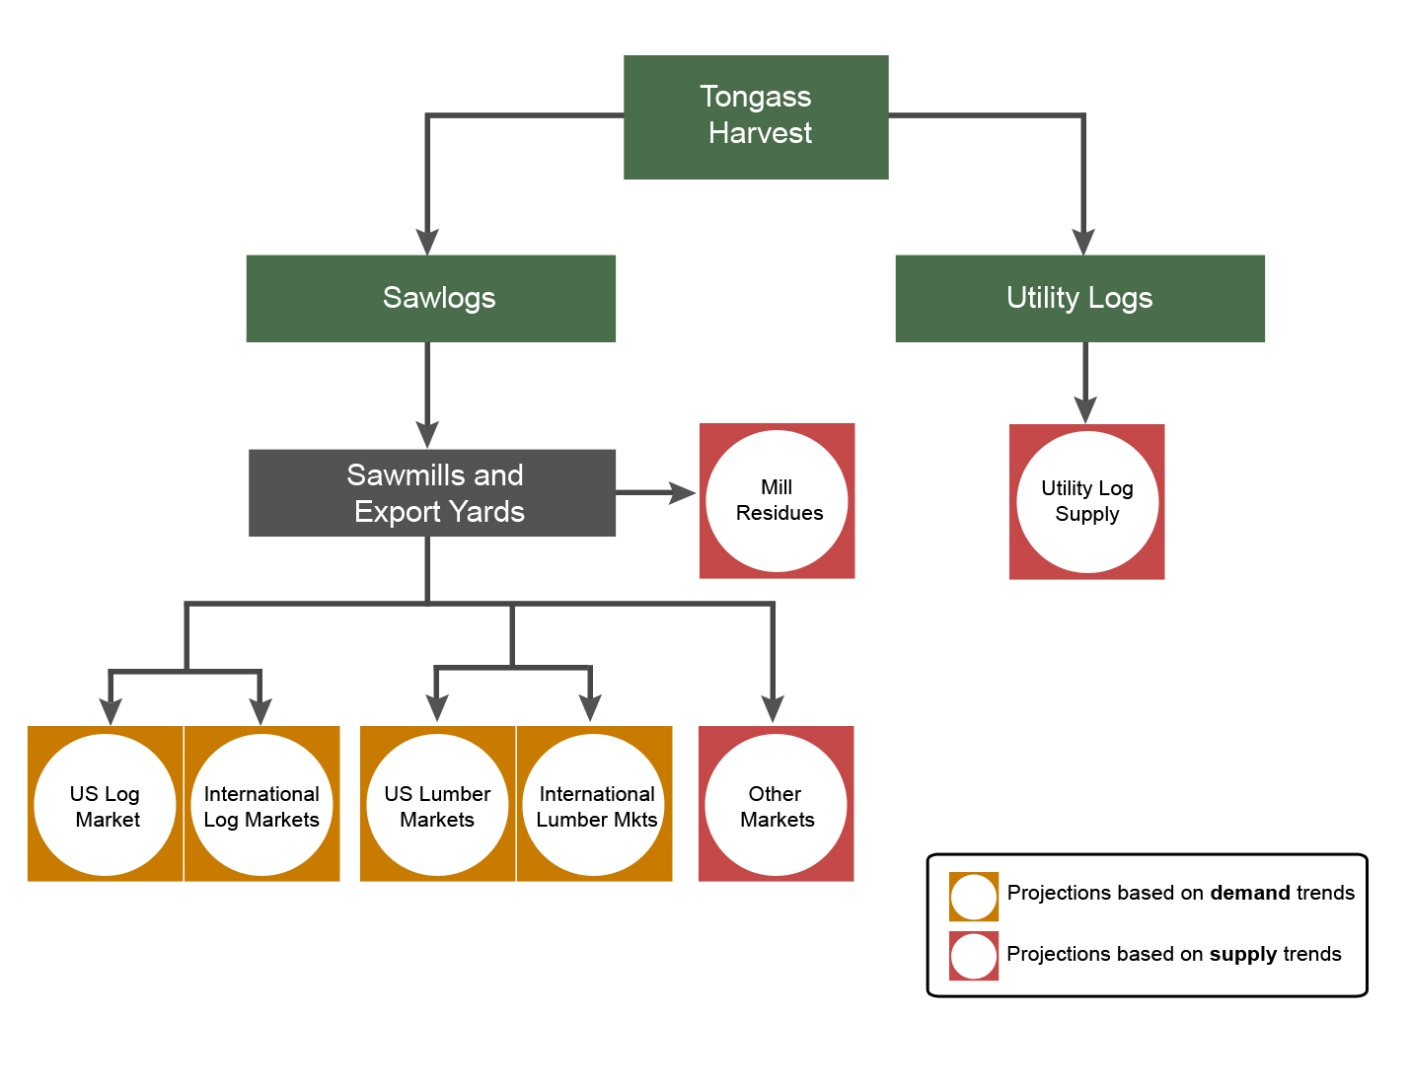 Tongass
Harvest
Sawlogs
Utility Logs
Sawmills and
Export Yards
Mill
Residues
Utility Log
Supply
US Log
Market
International
Log Markets
US Lumber
Markets
International
Lumber Mkts
Other
Markets
Projections based on demand trends
Projections based on supply trends